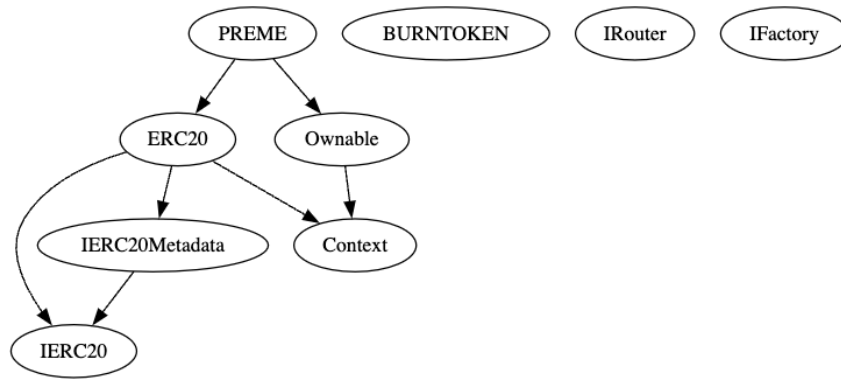 PREME BURNTOKEN IRouter IFactory
ERC20 Ownable
IERC20Metadata Context
IERC20